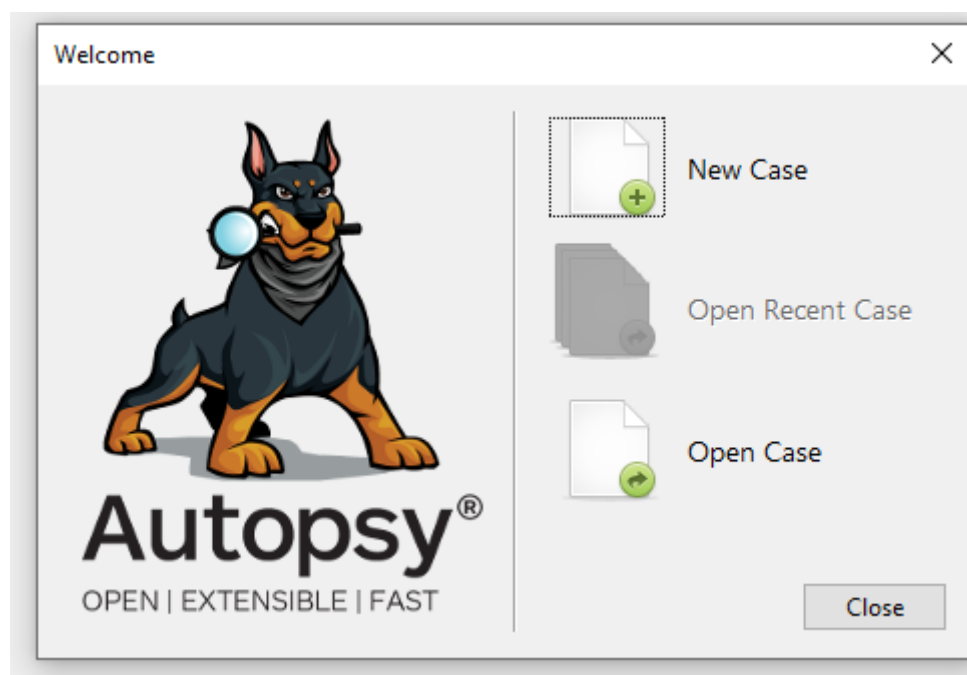 Welcome
New Case
Open Recent Case
Open Case
Autopsy®
OPEN | EXTENSIBLE | FAST
Close